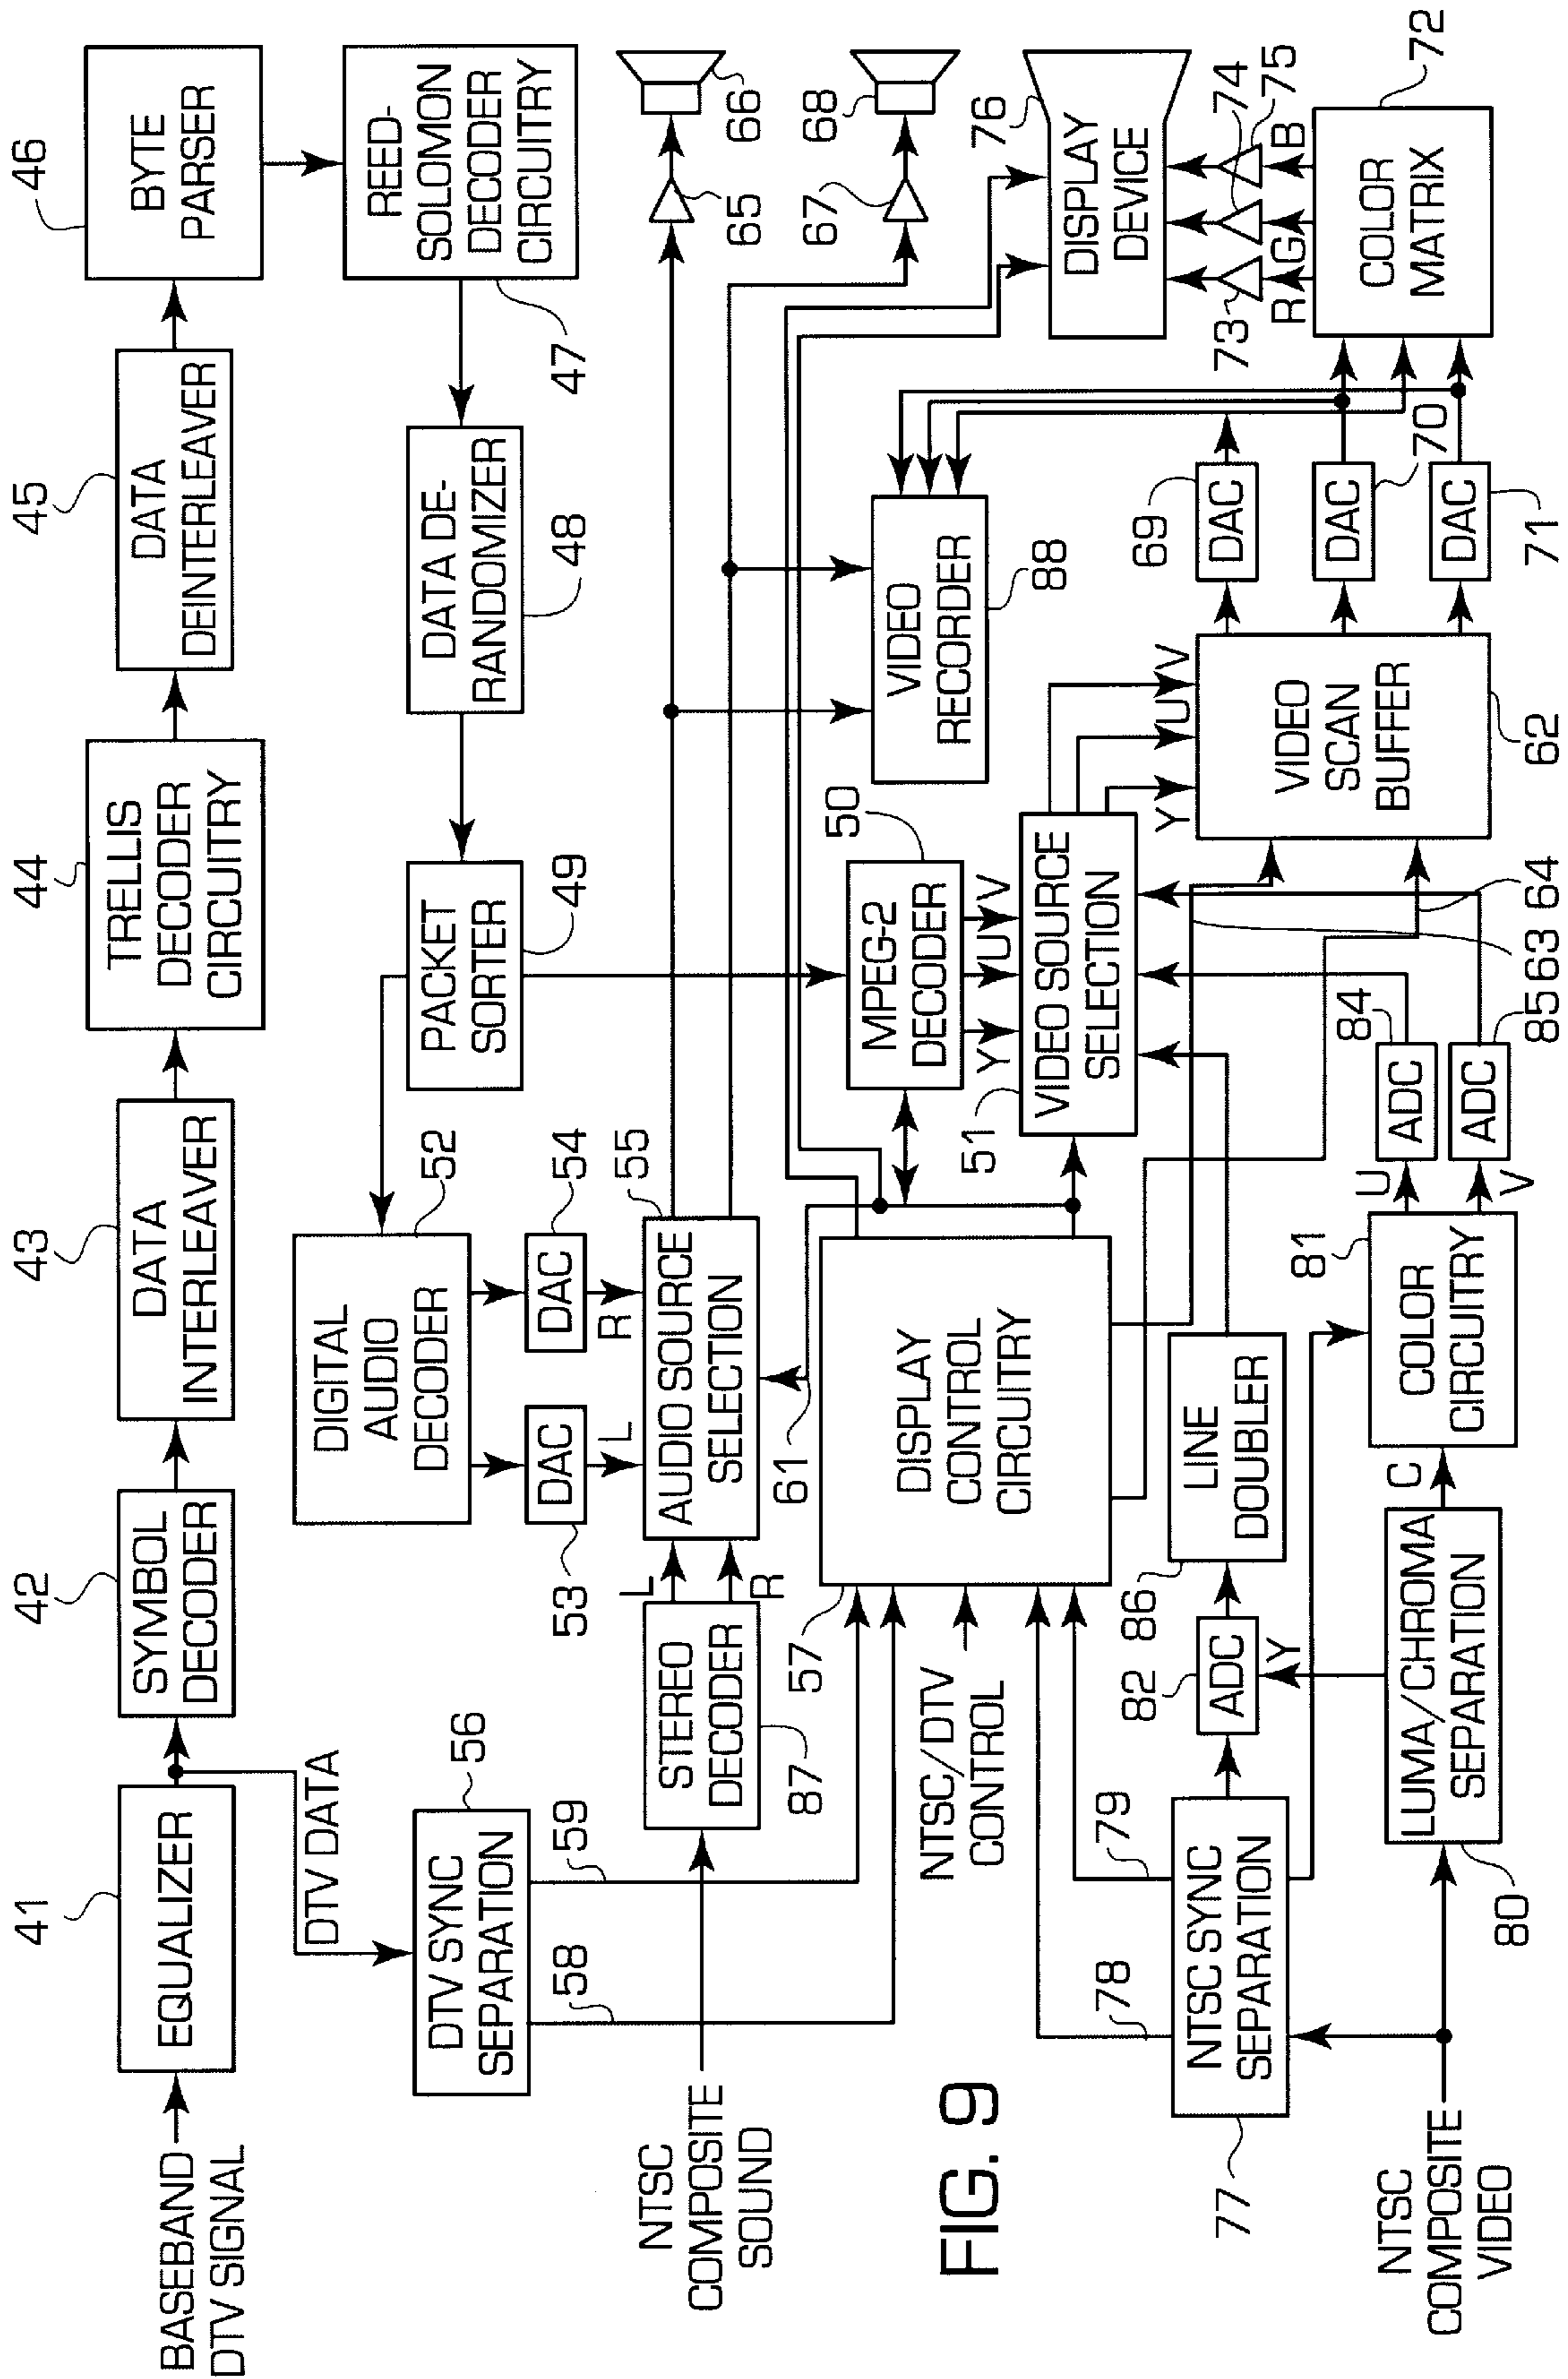 BASEBAND
DTV SIGNAL
41
EQUALIZER
42
SYMBOL
DECODER
43
DATA
INTERLEAVER
44
TRELLIS
DECODER
CIRCUITRY
45
DATA
DEINTERLEAVER
46
BYTE
PARSER
REED-
SOLOMON
DECODER
CIRCUITRY
47
DATA DE-
RANDOMIZER
48
PACKET
SORTER
49
DTV DATA
DTV SYNC
SEPARATION
56
58
59
DIGITAL
AUDIO
DECODER
52
DAC
53
L
DAC
54
R
NTSC
COMPOSITE
SOUND
STEREO
DECODER
87
L
R
AUDIO SOURCE
SELECTION
55
65
66
67
68
61
57
DISPLAY
CONTROL
CIRCUITRY
NTSC/DTV
CONTROL
MPEG-2
DECODER
50
Y
U
V
51
VIDEO SOURCE
SELECTION
VIDEO
RECORDER
88
Y
U
V
VIDEO
SCAN
BUFFER
62
63
64
69
DAC
DAC
70
DAC
71
COLOR
MATRIX
72
R
G
B
73
74
75
DISPLAY
DEVICE
76
FIG. 9
77
NTSC SYNC
SEPARATION
78
79
NTSC
COMPOSITE
VIDEO
80
LUMA/CHROMA
SEPARATION
Y
C
82
ADC
86
LINE
DOUBLER
81
COLOR
CIRCUITRY
U
V
ADC
84
ADC
85